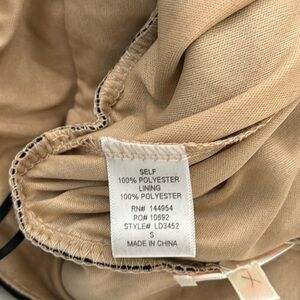 SELF
100% POLYESTER
LINING
100% POLYESTER
RN# 144954
PO# 10692
STYLE# LD3452
S
MADE IN CHINA